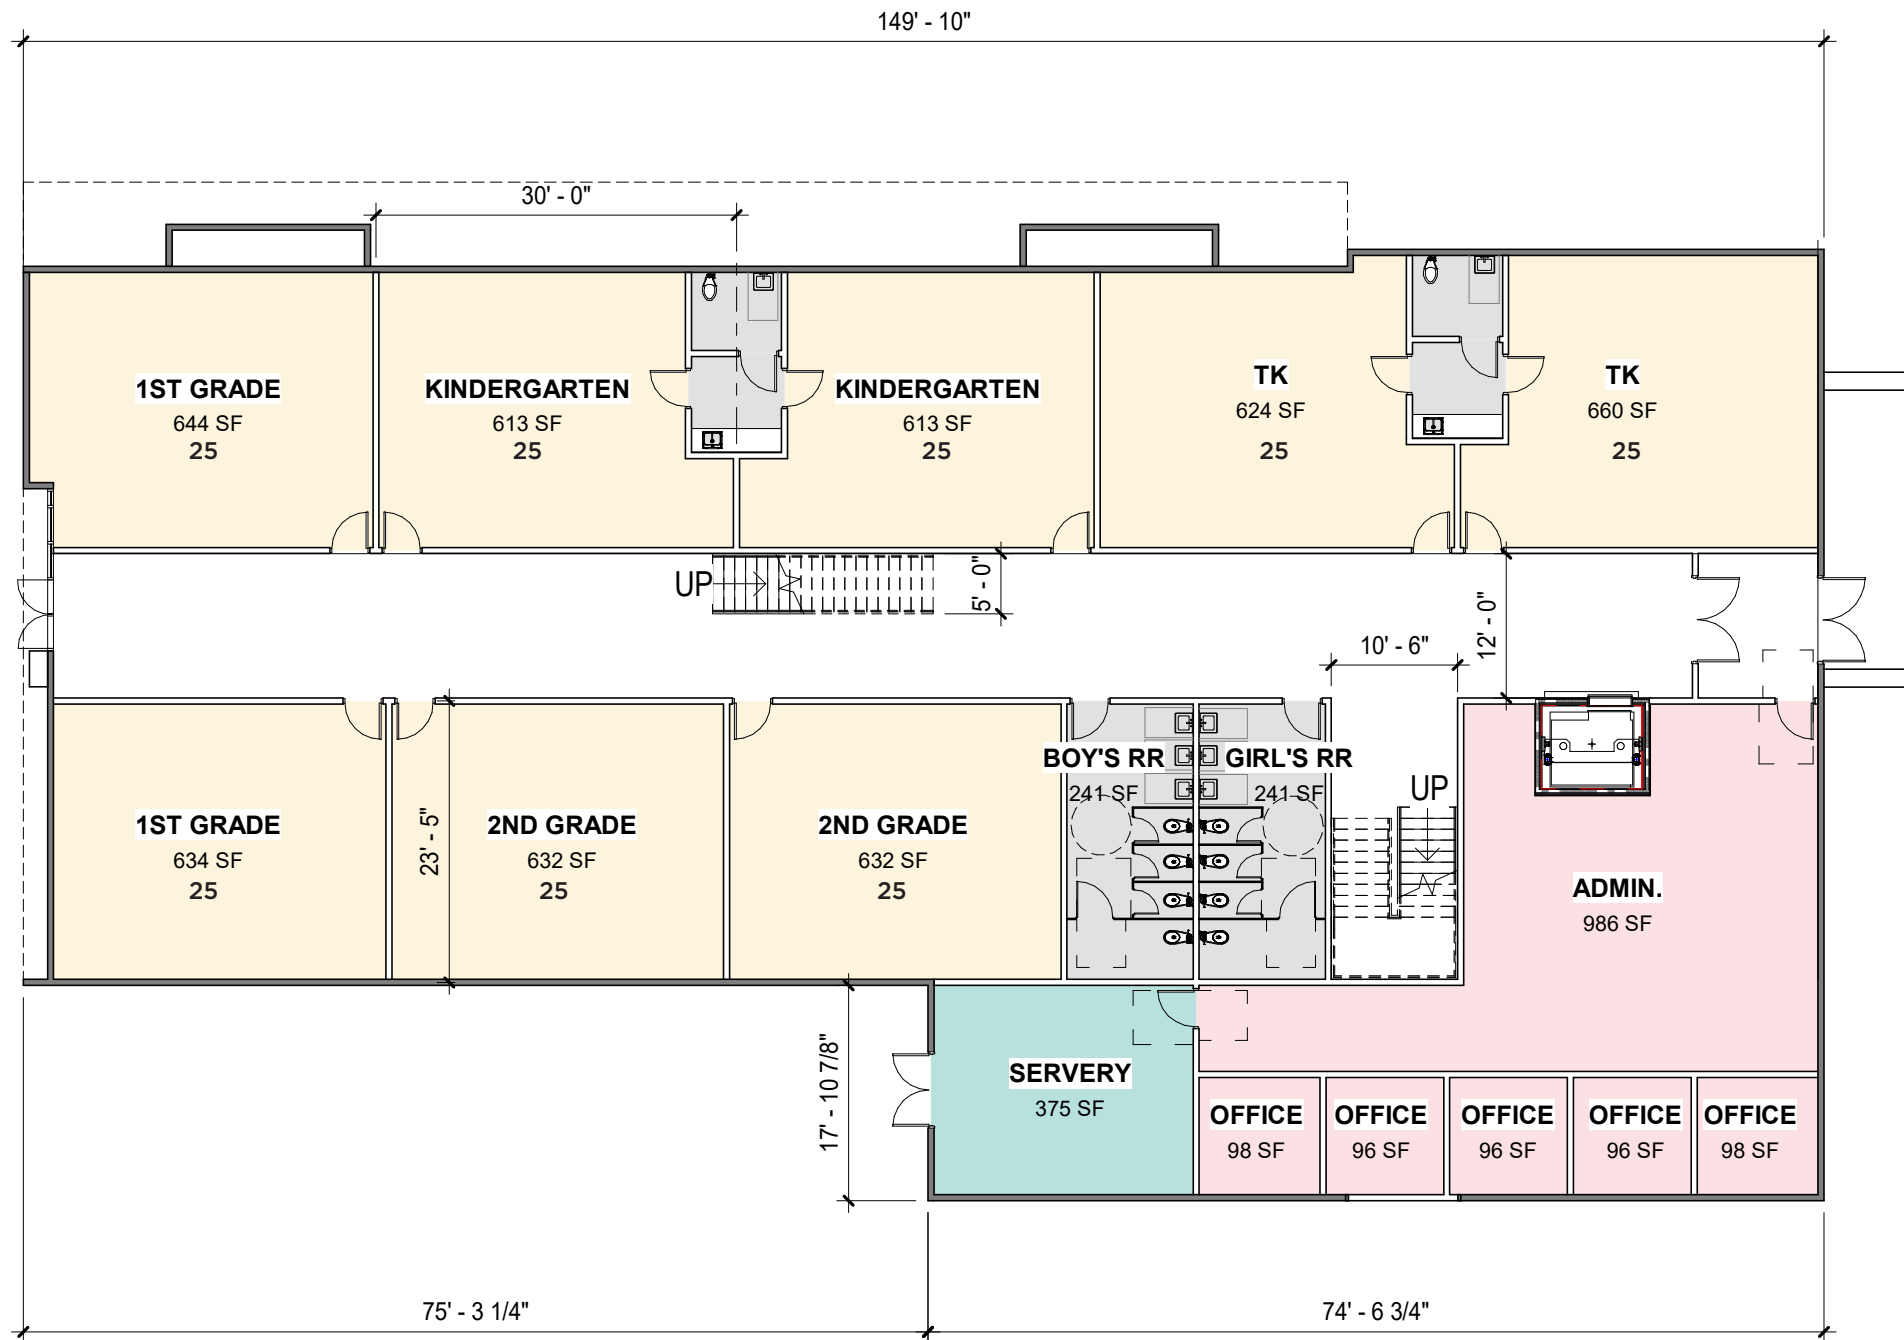 149' - 10"
30' - 0"
1ST GRADE
644 SF
25
KINDERGARTEN
613 SF
25
KINDERGARTEN
613 SF
25
TK
624 SF
25
TK
660 SF
25
UP
5' - 0"
12' - 0"
10' - 6"
1ST GRADE
634 SF
25
23' - 5"
2ND GRADE
632 SF
25
2ND GRADE
632 SF
25
BOY'S RR
241 SF
GIRL'S RR
241 SF
UP
ADMIN.
986 SF
17' - 10 7/8"
SERVERY
375 SF
OFFICE
98 SF
OFFICE
96 SF
OFFICE
96 SF
OFFICE
96 SF
OFFICE
98 SF
75' - 3 1/4"
74' - 6 3/4"